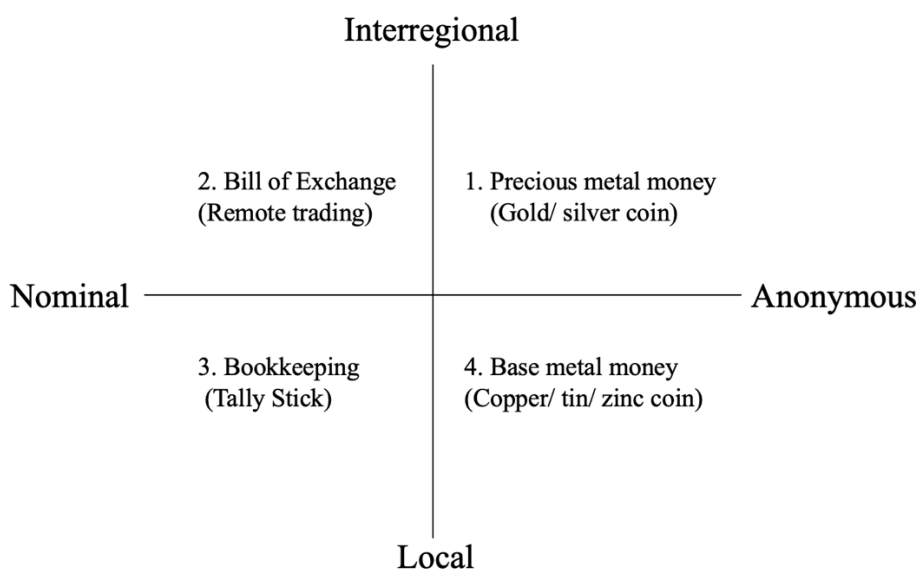 Interregional
2. Bill of Exchange
(Remote trading)
1. Precious metal money
(Gold/ silver coin)
Nominal
Anonymous
3. Bookkeeping
(Tally Stick)
4. Base metal money
(Copper/ tin/ zinc coin)
Local